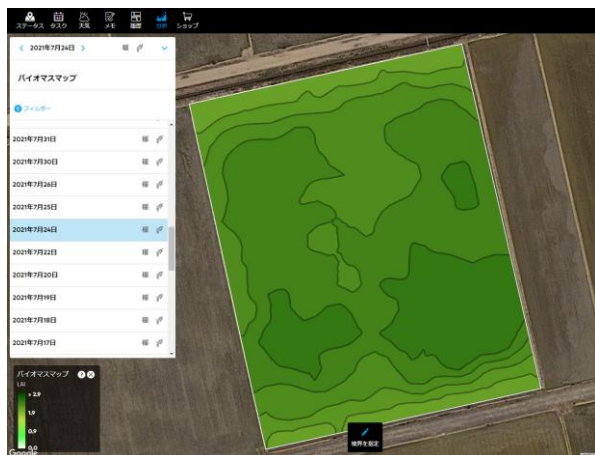 ステータス タスク 天気 メモ 履歴 分析 ショップ
2021年7月24日
バイオマスマップ
フィルター
2021年7月31日
2021年7月30日
2021年7月26日
2021年7月25日
2021年7月24日
2021年7月22日
2021年7月20日
2021年7月19日
2021年7月18日
2021年7月17日
バイオマスマップ ?
LAI
> 2.9
1.9
0.9
0.0
境界を指定
Google